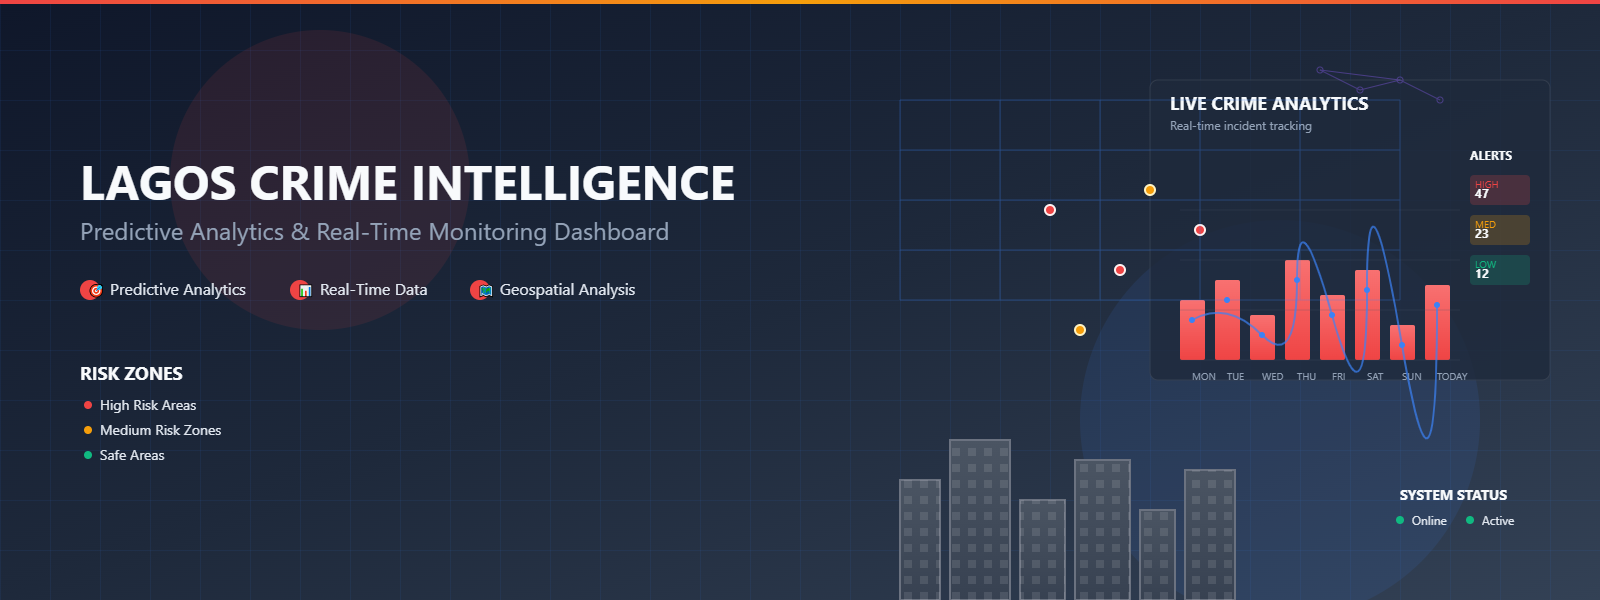 LAGOS CRIME INTELLIGENCE
Predictive Analytics & Real-Time Monitoring Dashboard
Predictive Analytics
Real-Time Data
Geospatial Analysis
RISK ZONES
High Risk Areas
Medium Risk Zones
Safe Areas
LIVE CRIME ANALYTICS
Real-time incident tracking
ALERTS
HIGH
47
MED
23
LOW
12
MON TUE WED THU FRI SAT SUN TODAY
SYSTEM STATUS
Online Active